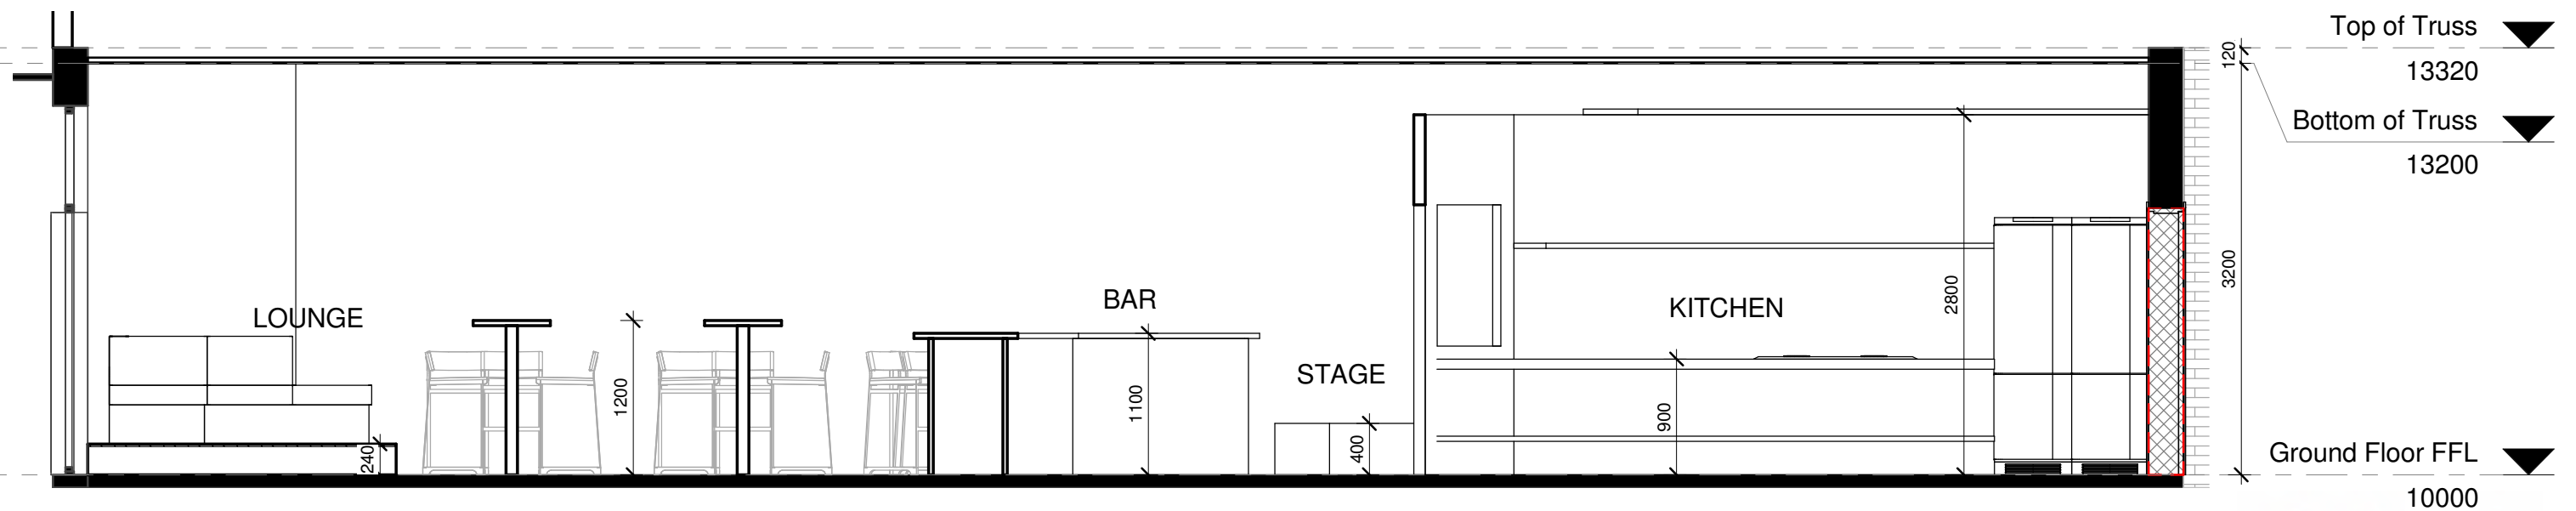 Top of Truss
120
13320
Bottom of Truss
13200
3200
2800
BAR
KITCHEN
LOUNGE
STAGE
1200
1100
900
400
240
Ground Floor FFL
10000